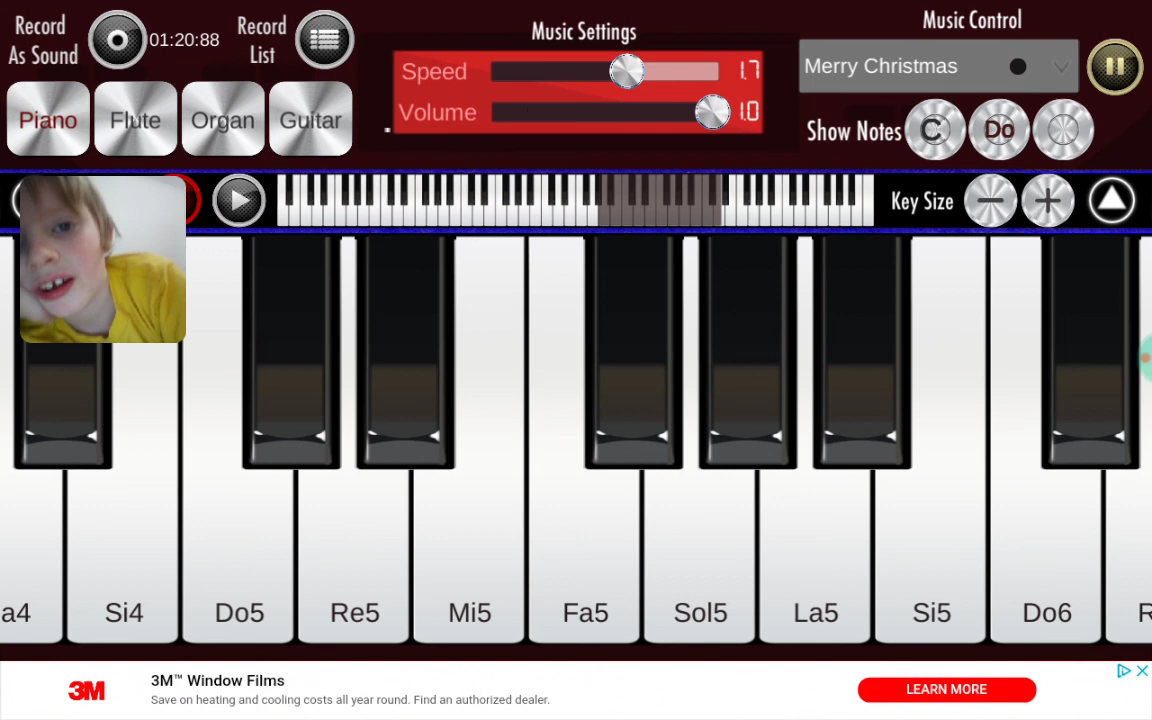 Record As Sound
01:20:88
Record List
Piano
Flute
Organ
Guitar
Music Settings
Speed 1.7
Volume 1.0
Music Control
Merry Christmas
Show Notes C Do
Key Size
a4
Si4
Do5
Re5
Mi5
Fa5
Sol5
La5
Si5
Do6
R
3M
3M™ Window Films
Save on heating and cooling costs all year round. Find an authorized dealer.
LEARN MORE